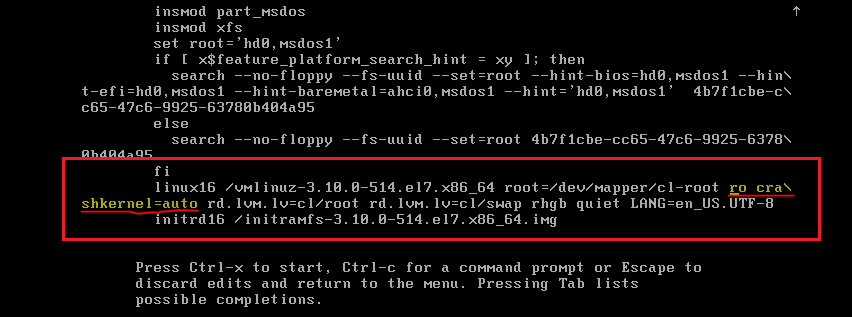 insmod part_msdos
insmod xfs
set root='hd0,msdos1'
if [ x$feature_platform_search_hint = xy ]; then
search --no-floppy --fs-uuid --set=root --hint-bios=hd0,msdos1 --hin\
t-efi=hd0,msdos1 --hint-baremetal=ahci0,msdos1 --hint='hd0,msdos1'  4b7f1cbe-c\
c65-47c6-9925-63780b404a95
else
search --no-floppy --fs-uuid --set=root 4b7f1cbe-cc65-47c6-9925-6378\
0b404a95
fi
linux16 /vmlinuz-3.10.0-514.el7.x86_64 root=/dev/mapper/cl-root ro cra\
shkernel=auto rd.lvm.lv=cl/root rd.lvm.lv=cl/swap rhgb quiet LANG=en_US.UTF-8
initrd16 /initramfs-3.10.0-514.el7.x86_64.img
Press Ctrl-x to start, Ctrl-c for a command prompt or Escape to
discard edits and return to the menu. Pressing Tab lists
possible completions.